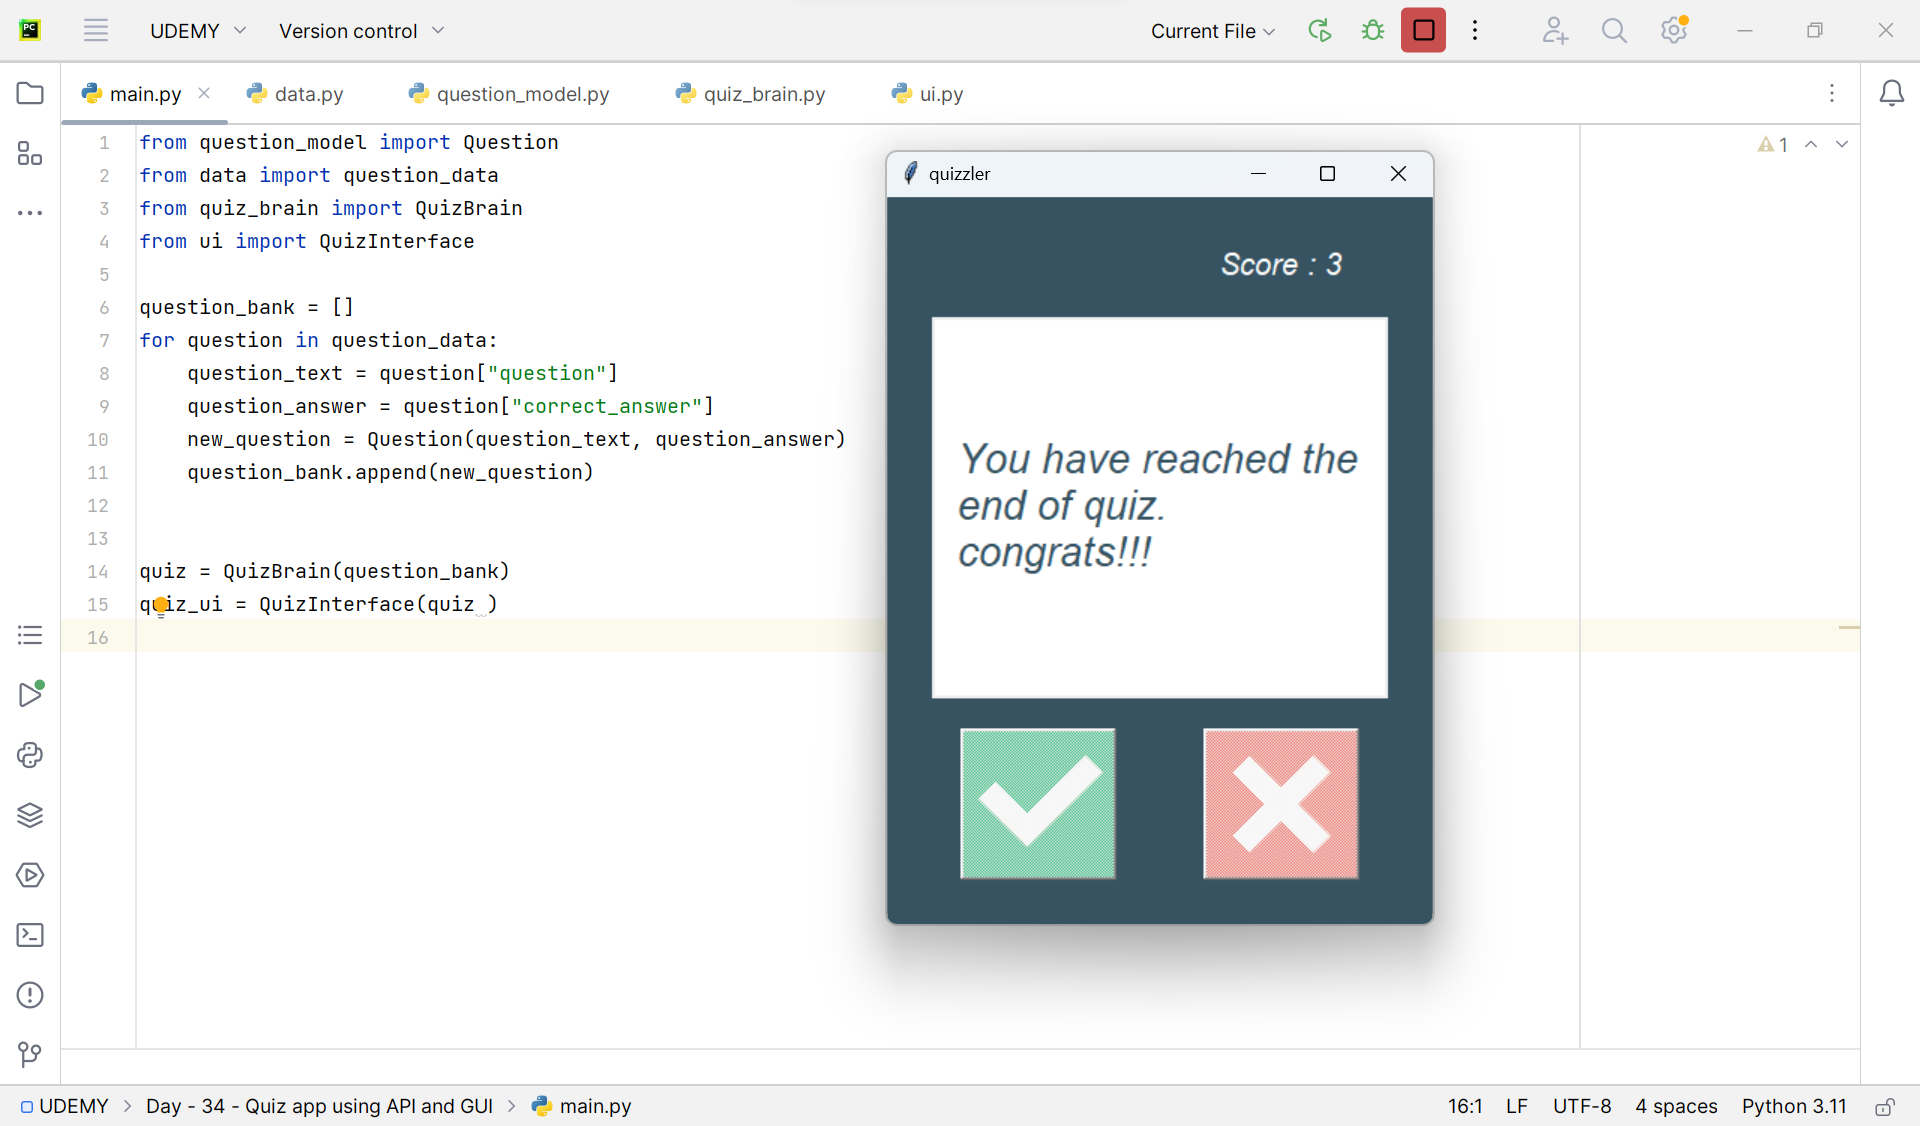 PC
UDEMY
Version control
Current File
main.py
data.py
question_model.py
quiz_brain.py
ui.py
1 from question_model import Question
2 from data import question_data
3 from quiz_brain import QuizBrain
4 from ui import QuizInterface
5
6 question_bank = []
7 for question in question_data:
8     question_text = question["question"]
9     question_answer = question["correct_answer"]
10     new_question = Question(question_text, question_answer)
11     question_bank.append(new_question)
12
13
14 quiz = QuizBrain(question_bank)
15 quiz_ui = QuizInterface(quiz )
16
1
quizzler
Score : 3
You have reached the
end of quiz.
congrats!!!
UDEMY > Day - 34 - Quiz app using API and GUI > main.py
16:1 LF UTF-8 4 spaces Python 3.11